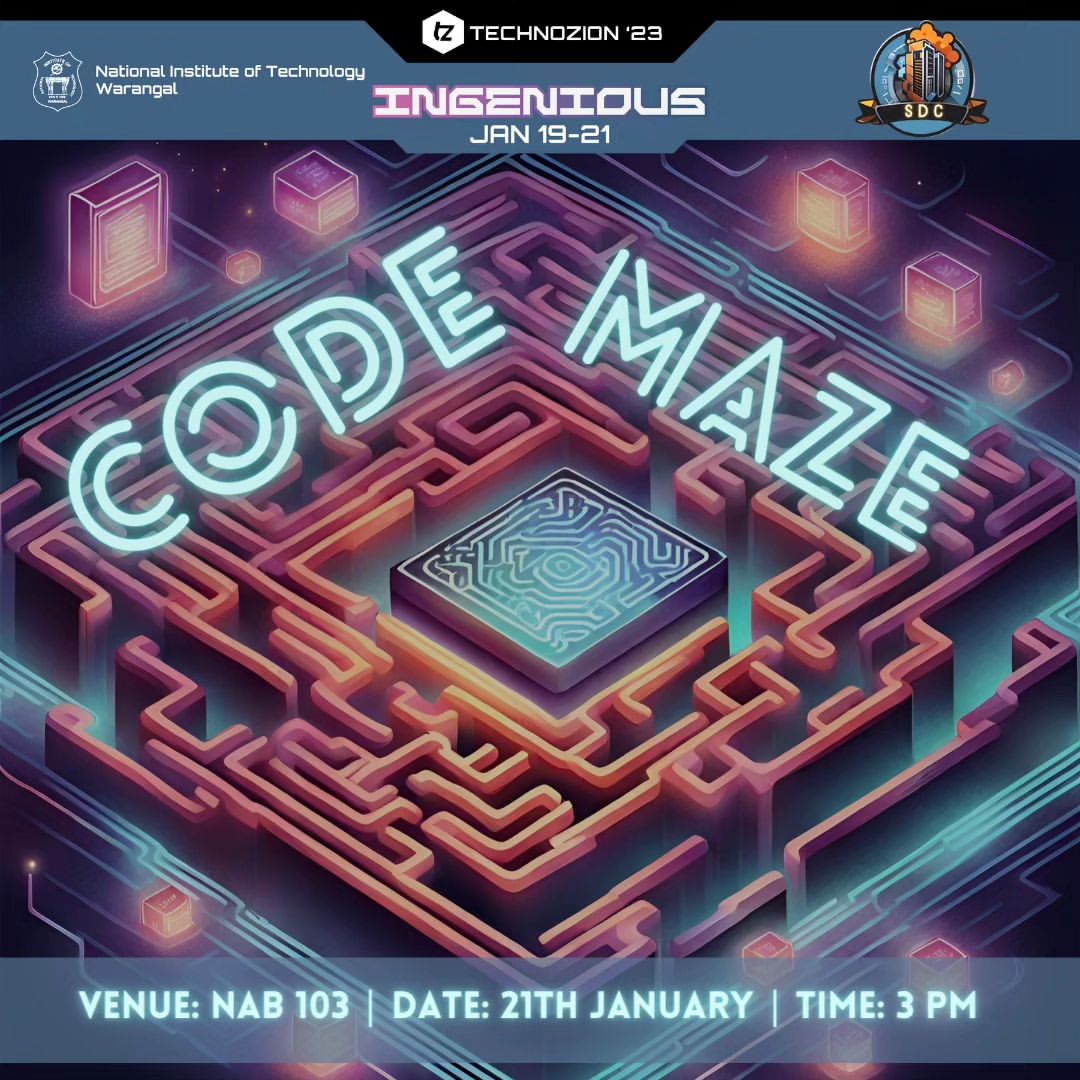 tz TECHNOZION ‘23
National Institute of Technology
Warangal
INGENIOUS
JAN 19-21
SDC
CODE MAZE
VENUE: NAB 103 | DATE: 21TH JANUARY | TIME: 3 PM